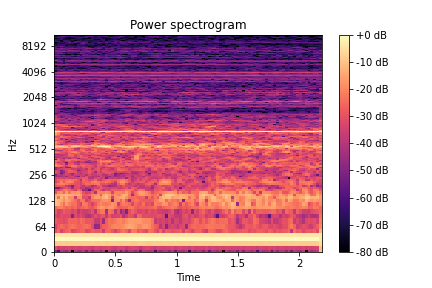 Power spectrogram
8192
4096
2048
1024
512
256
128
64
0
Hz
0 0.5 1 1.5 2
Time
+0 dB
-10 dB
-20 dB
-30 dB
-40 dB
-50 dB
-60 dB
-70 dB
-80 dB